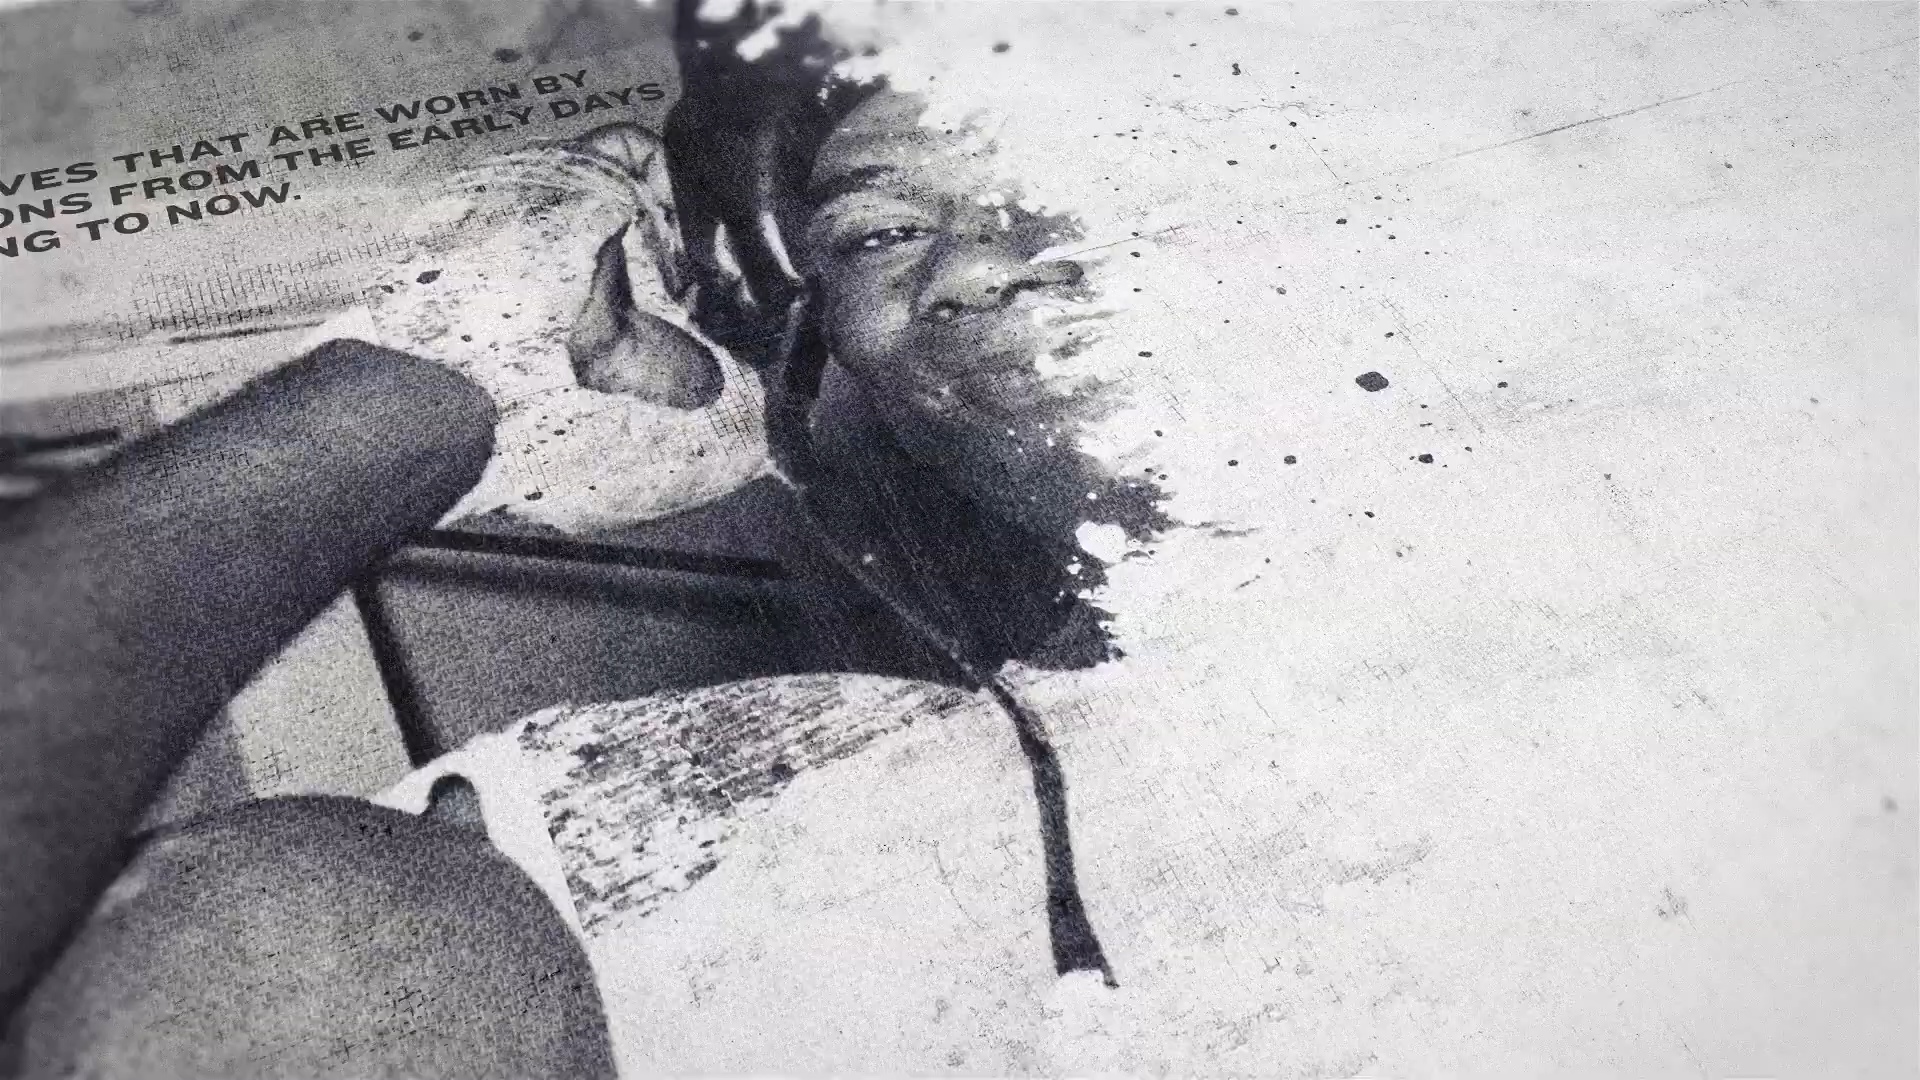 VES THAT ARE WORN BY
ONS FROM THE EARLY DAYS
NG TO NOW.